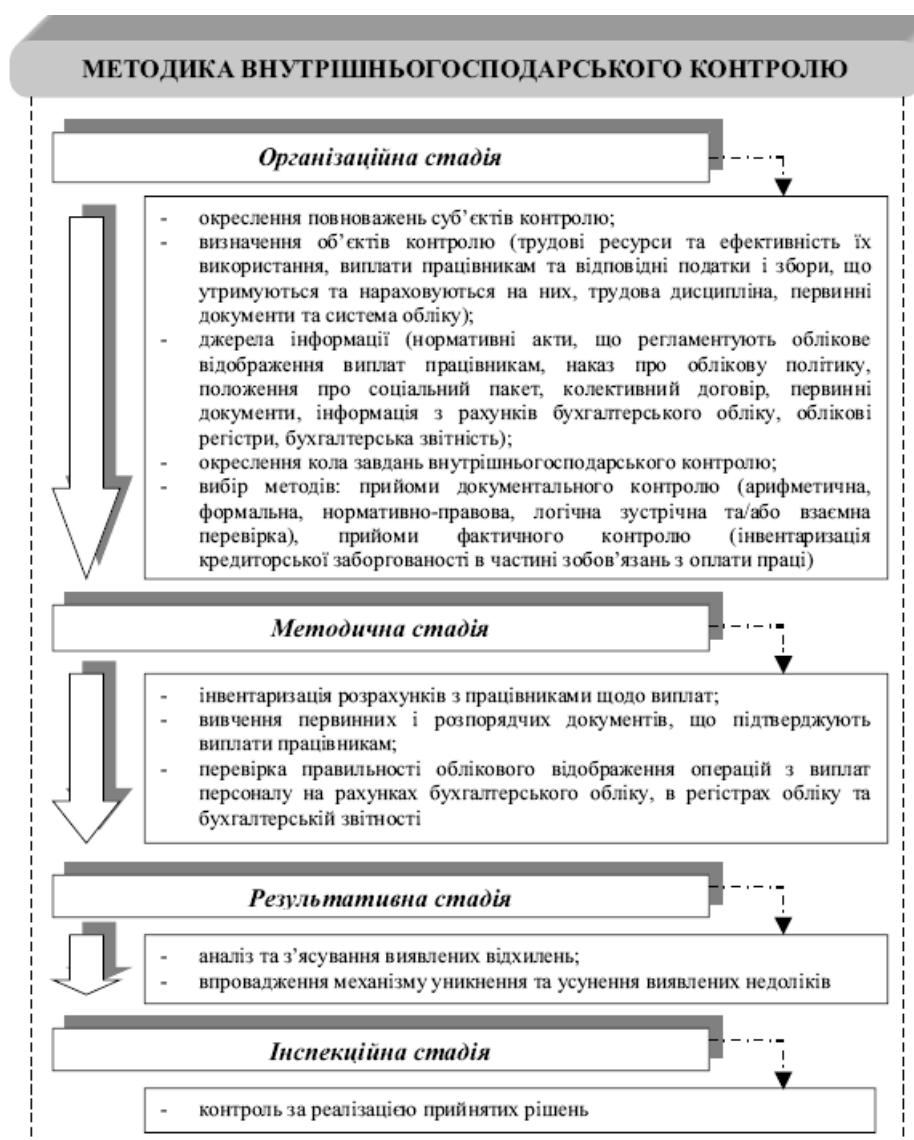 МЕТОДИКА ВНУТРІШНЬОГОСПОДАРСЬКОГО КОНТРОЛЮ
Організаційна стадія
- окреслення повноважень суб’єктів контролю;
- визначення об’єктів контролю (трудові ресурси та ефективність їх
використання, виплати працівникам та відповідні податки і збори, що
утримуються та нараховуються на них, трудова дисципліна, первинні
документи та система обліку);
- джерела інформації (нормативні акти, що регламентують облікове
відображення виплат працівникам, наказ про облікову політику,
положення про соціальний пакет, колективний договір, первинні
документи, інформація з рахунків бухгалтерського обліку, облікові
регістри, бухгалтерська звітність);
- окреслення кола завдань внутрішньогосподарського контролю;
- вибір методів: прийоми документального контролю (арифметична,
формальна, нормативно-правова, логічна зустрічна та/або взаємна
перевірка), прийоми фактичного контролю (інвентаризація
кредиторської заборгованості в частині зобов’язань з оплати праці)
Методична стадія
- інвентаризація розрахунків з працівниками щодо виплат;
- вивчення первинних і розпорядчих документів, що підтверджують
виплати працівникам;
- перевірка правильності облікового відображення операцій з виплат
персоналу на рахунках бухгалтерського обліку, в регістрах обліку та
бухгалтерській звітності
Результативна стадія
- аналіз та з’ясування виявлених відхилень;
- впровадження механізму уникнення та усунення виявлених недоліків
Інспекційна стадія
- контроль за реалізацією прийнятих рішень